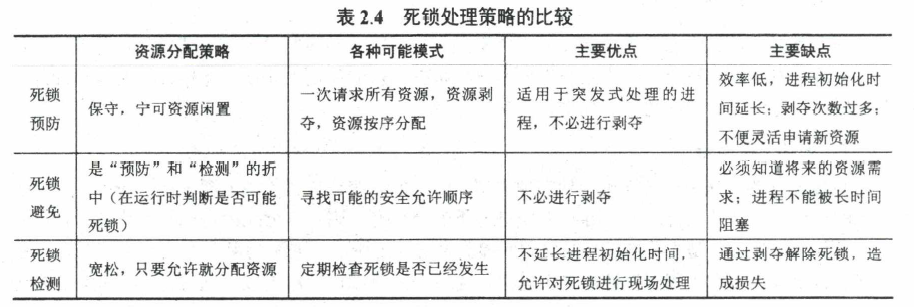 表 2.4 死锁处理策略的比较
资源分配策略 各种可能模式 主要优点 主要缺点
死锁
预防
保守，宁可资源闲置
一次请求所有资源，资源剥
夺，资源按序分配
适用于突发式处理的进
程，不必进行剥夺
效率低，进程初始化时
间延长；剥夺次数过多；
不便灵活申请新资源
死锁
避免
是“预防”和“检测”的折
中（在运行时判断是否可能
死锁）
寻找可能的安全允许顺序
不必进行剥夺
必须知道将来的资源需
求；进程不能被长时间
阻塞
死锁
检测
宽松，只要允许就分配资源
定期检查死锁是否已经发生
不延长进程初始化时间，
允许对死锁进行现场处理
通过剥夺解除死锁，造
成损失